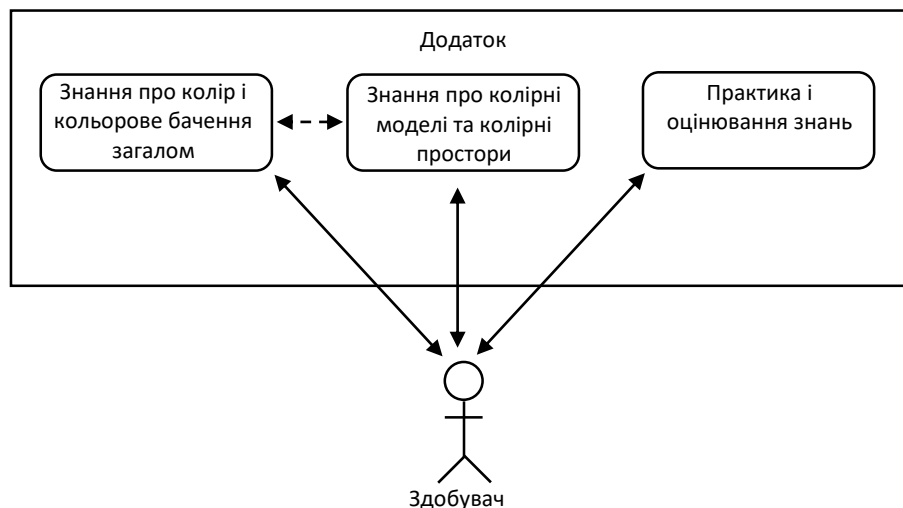 Додаток
Знання про колір і
кольорове бачення
загалом
Знання про колірні
моделі та колірні
простори
Практика і
оцінювання знань
Здобувач